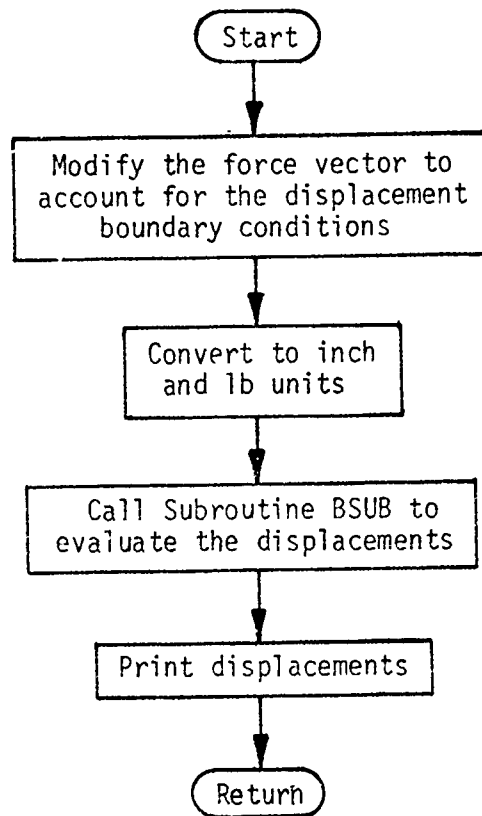 Start
Modify the force vector to
account for the displacement
boundary conditions
Convert to inch
and lb units
Call Subroutine BSUB to
evaluate the displacements
Print displacements
Return